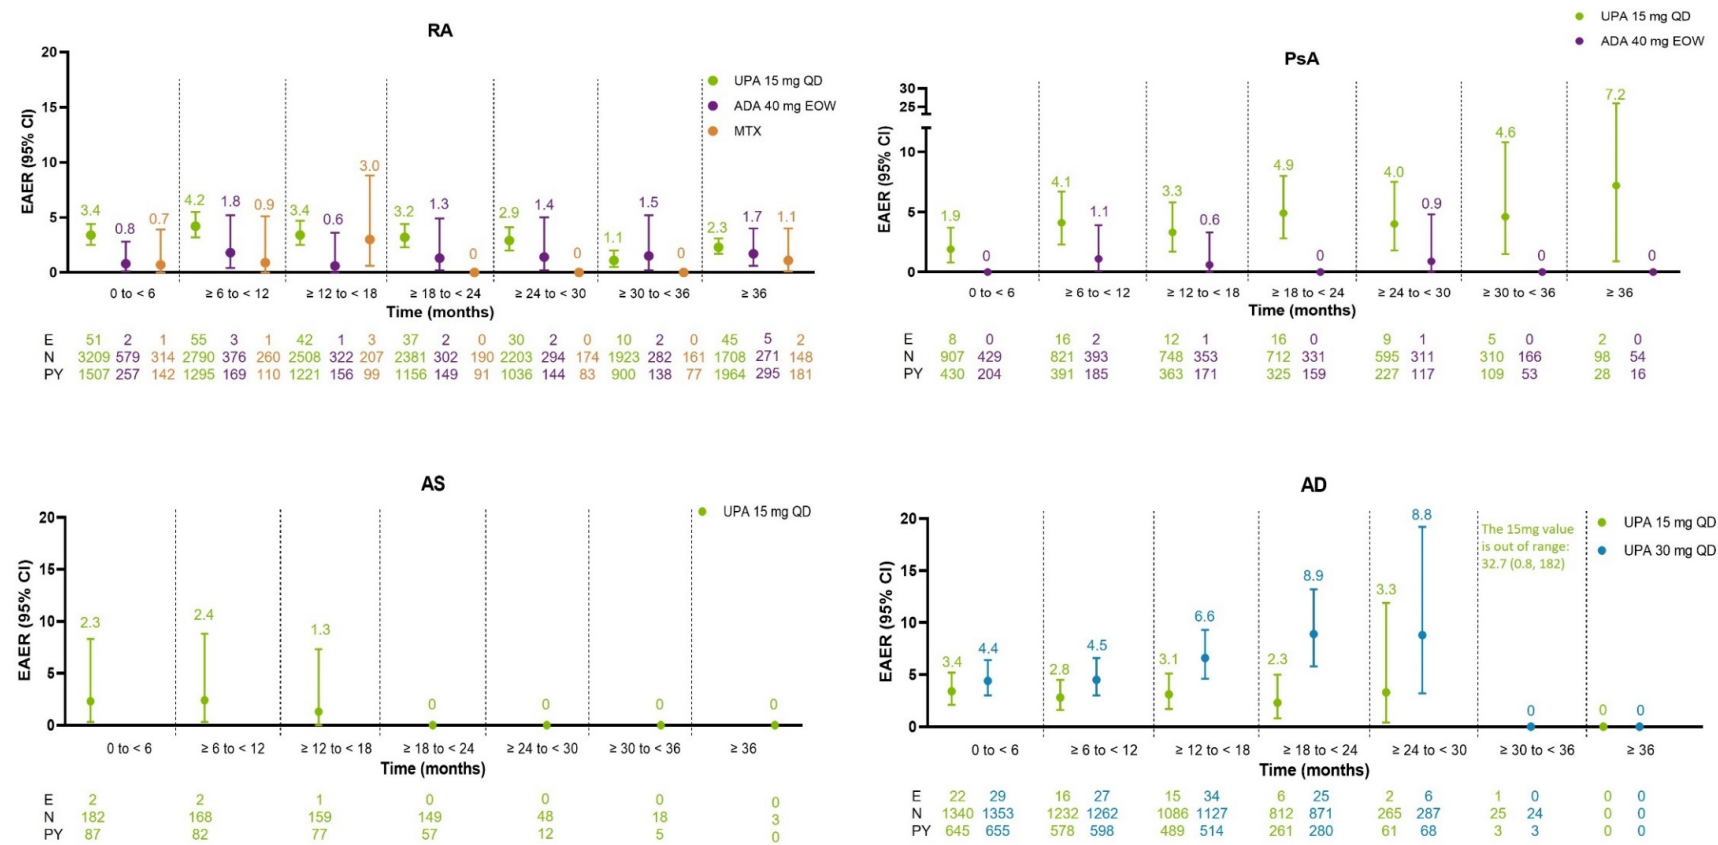 RA
UPA 15 mg QD
ADA 40 mg EOW
MTX
EAER (95% CI)
20
15
10
5
0
3.4 0.8 0.7 4.2 1.8 0.9 3.4 0.6 3.0 3.2 1.3 0 2.9 1.4 0 1.1 1.5 0 2.3 1.7 1.1
0 to < 6 ≥ 6 to < 12 ≥ 12 to < 18 ≥ 18 to < 24 ≥ 24 to < 30 ≥ 30 to < 36 ≥ 36
Time (months)
E 51 2 1 55 3 1 42 1 3 37 2 0 30 2 0 10 2 0 45 5 2
N 3209 579 314 2790 376 260 2508 322 207 2381 302 190 2203 294 174 1923 282 161 1708 271 148
PY 1507 257 142 1295 169 110 1221 156 99 1156 149 91 1036 144 83 900 138 77 1964 295 181
PsA
UPA 15 mg QD
ADA 40 mg EOW
EAER (95% CI)
30
25
10
5
0
1.9 0 4.1 1.1 3.3 0.6 4.9 0 4.0 0.9 4.6 0 7.2 0
0 to < 6 ≥ 6 to < 12 ≥ 12 to < 18 ≥ 18 to < 24 ≥ 24 to < 30 ≥ 30 to < 36 ≥ 36
Time (months)
E 8 0 16 2 12 1 16 0 9 1 5 0 2 0
N 907 429 821 393 748 353 712 331 595 311 310 166 98 54
PY 430 204 391 185 363 171 325 159 227 117 109 53 28 16
AS
UPA 15 mg QD
EAER (95% CI)
20
15
10
5
0
2.3 2.4 1.3 0 0 0 0
0 to < 6 ≥ 6 to < 12 ≥ 12 to < 18 ≥ 18 to < 24 ≥ 24 to < 30 ≥ 30 to < 36 ≥ 36
Time (months)
E 2 2 1 0 0 0 0
N 182 168 159 149 48 18 3
PY 87 82 77 57 12 5 0
AD
UPA 15 mg QD
UPA 30 mg QD
EAER (95% CI)
20
15
10
5
0
The 15mg value
is out of range:
32.7 (0.8, 182)
3.4 4.4 2.8 4.5 3.1 6.6 2.3 8.9 3.3 8.8 0 0 0
0 to < 6 ≥ 6 to < 12 ≥ 12 to < 18 ≥ 18 to < 24 ≥ 24 to < 30 ≥ 30 to < 36 ≥ 36
Time (months)
E 22 29 16 27 15 34 6 25 2 6 1 0 0 0
N 1340 1353 1232 1262 1086 1127 812 871 265 287 25 24 0 0
PY 645 655 578 598 489 514 261 280 61 68 3 3 0 0